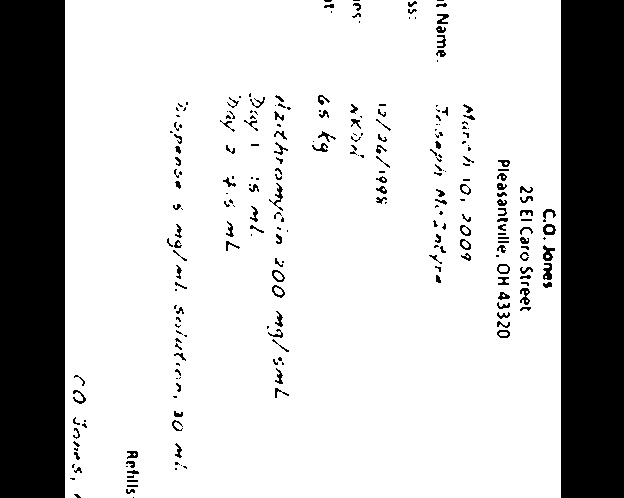 C.O. Jones
25 El Caro Street
Pleasantville, OH 43320
March 10, 2009
t Name. Joseph McIntyre
ss:
12/26/1998
ies: NKDA
t: 65 kg
Azithromycin 200 mg/5mL
Day 1 15 mL
Day 2 7.5 mL
Dispense 5 mg/mL solution, 30 mL
Refills:
CO Jones,